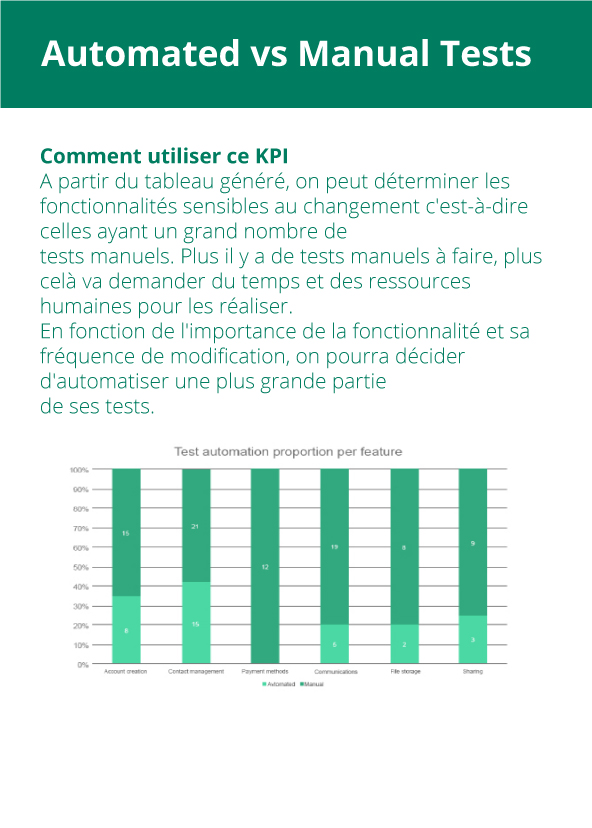 Automated vs Manual Tests
Comment utiliser ce KPI
A partir du tableau généré, on peut déterminer les
fonctionnalités sensibles au changement c'est-à-dire
celles ayant un grand nombre de
tests manuels. Plus il y a de tests manuels à faire, plus
celà va demander du temps et des ressources
humaines pour les réaliser.
En fonction de l'importance de la fonctionnalité et sa
fréquence de modification, on pourra décider
d'automatiser une plus grande partie
de ses tests.
Test automation proportion per feature
100%
90%
80%
70%
60%
50%
40%
30%
20%
10%
0%
15
21
12
19
8
9
8
15
5
2
3
Account creation
Contact management
Payment methods
Communications
File storage
Sharing
Automated
Manual